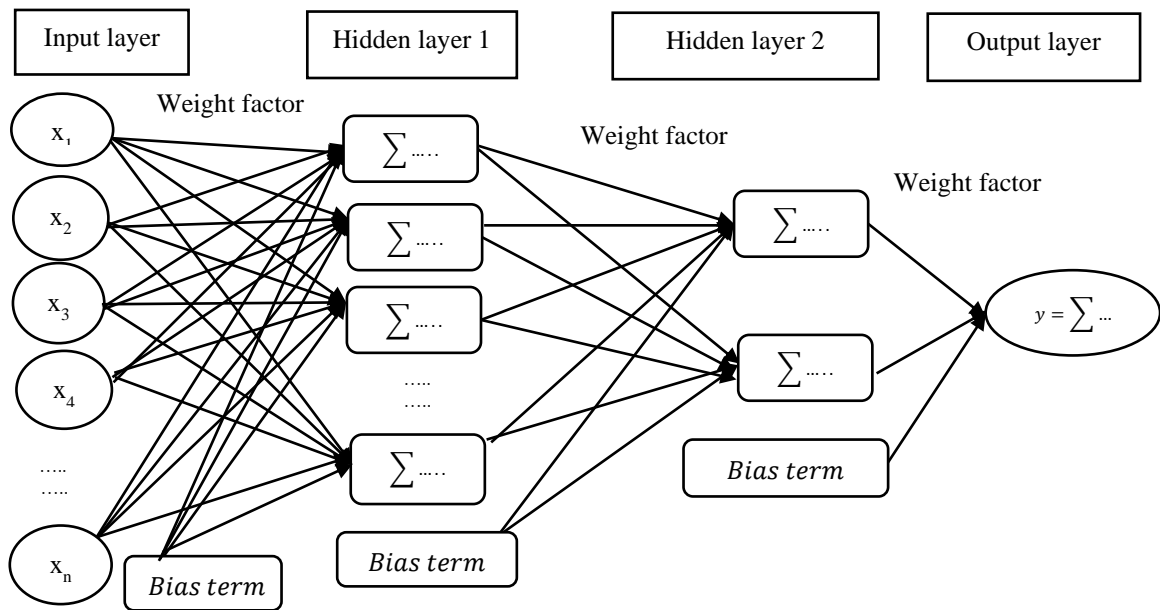 Input layer
Hidden layer 1
Hidden layer 2
Output layer
Weight factor
Weight factor
Weight factor
x1
x2
x3
x4
.....
.....
xn
Bias term
∑ .....
∑ .....
∑ .....
.....
.....
∑ .....
Bias term
∑ .....
∑ .....
Bias term
y = ∑ ...